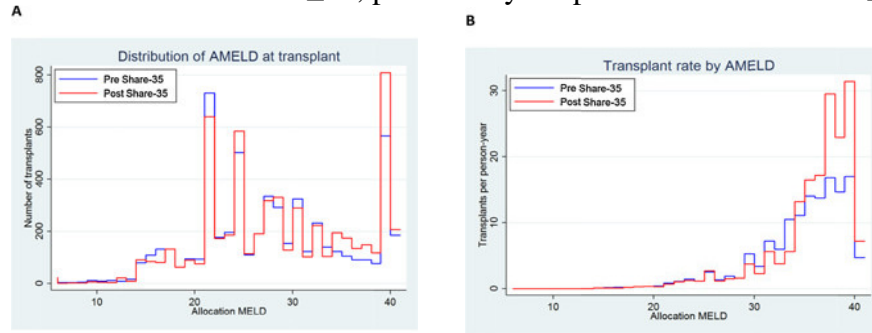 A
Distribution of AMELD at transplant
Pre Share-35
Post Share-35
Number of transplants
800
600
400
200
0
10
20
30
40
Allocation MELD
B
Transplant rate by AMELD
Pre Share-35
Post Share-35
Transplants per person-year
30
20
10
0
10
20
30
40
Allocation MELD